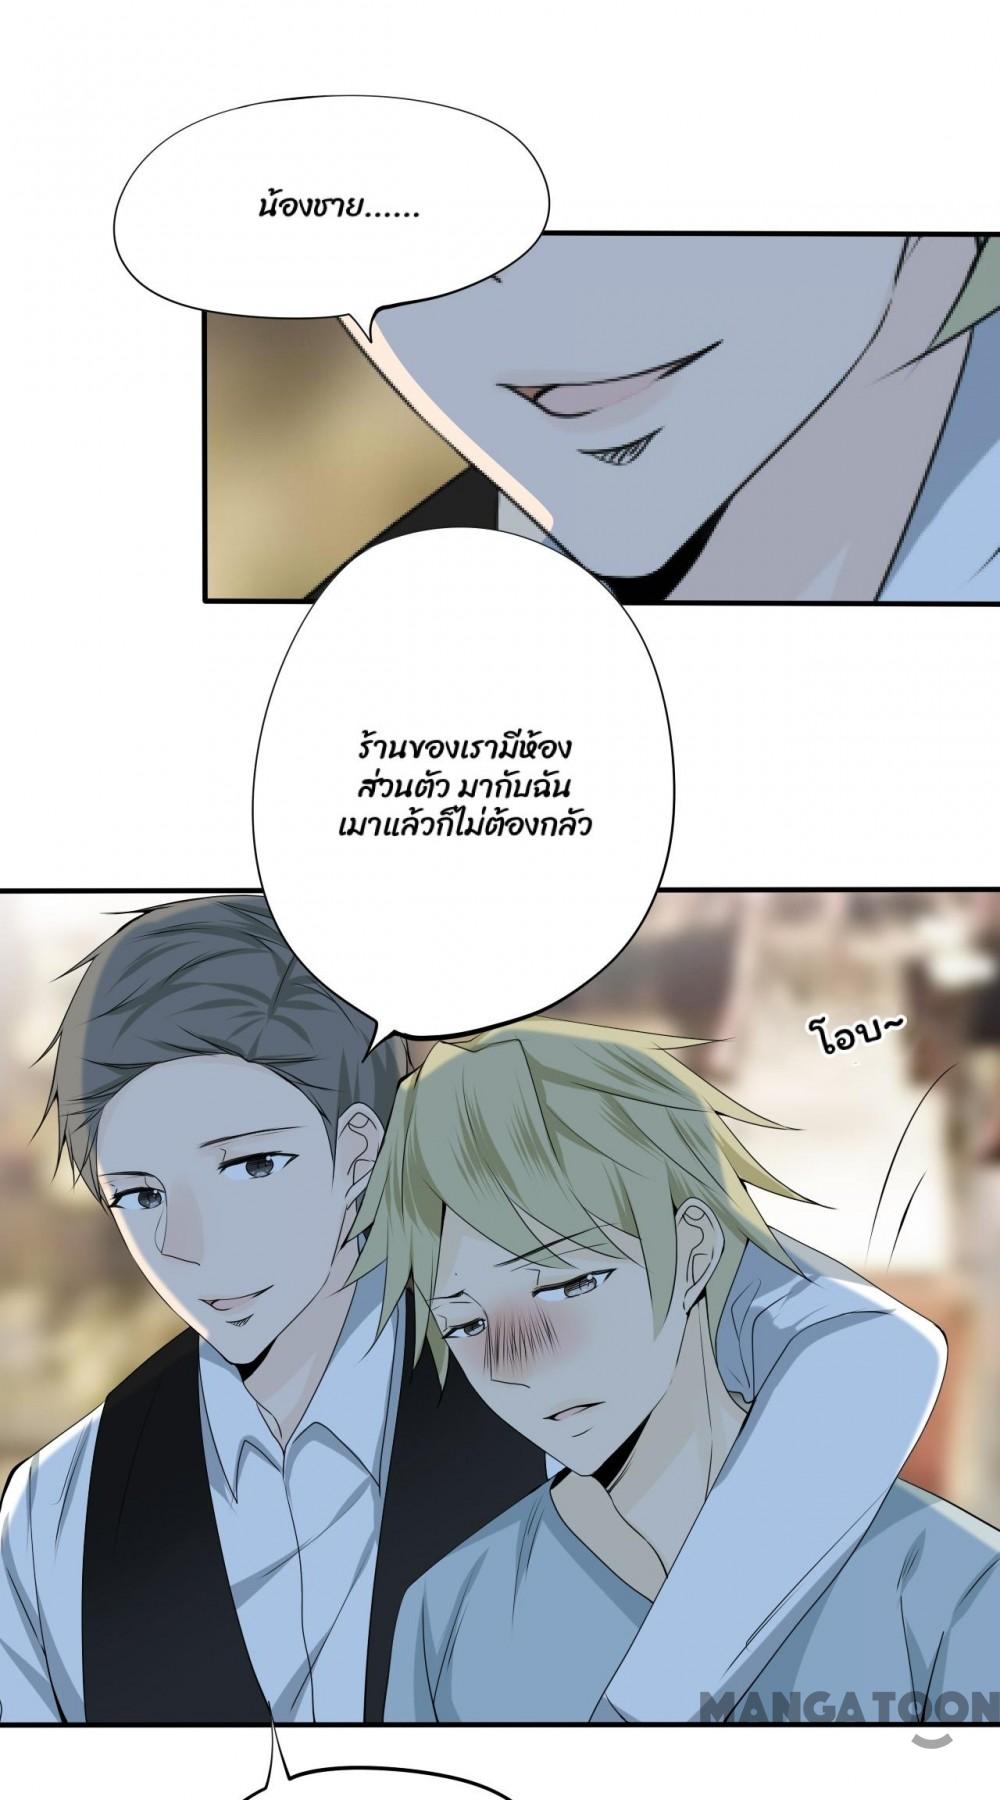 น้องชาย......
ร้านของเรามีห้อง
ส่วนตัว มากับฉัน
เมาแล้วก็ไม่ต้องกลัว
โอบ~
MANGATOON